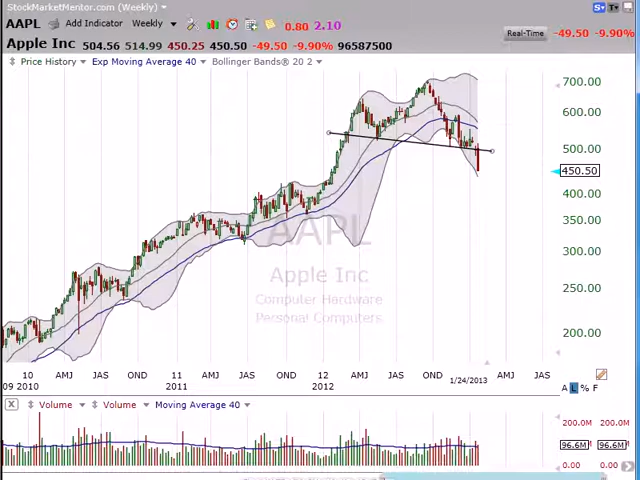 StockMarketMentor.com (Weekly)
AAPL Add Indicator Weekly 0.80 2.10
Apple Inc 504.56 514.99 450.25 450.50 -49.50 -9.90% 96587500 Real-Time -49.50 -9.90%
Price History Exp Moving Average 40 Bollinger Bands® 20 2
700.00
600.00
500.00
450.50
400.00
350.00
300.00
250.00
200.00
AAPL
Apple Inc
Computer Hardware
Personal Computers
10 AMJ JAS OND 11 AMJ JAS OND 12 AMJ JAS OND 1/24/2013 AMJ JAS
09 2010 2011 2012
A L % F
X Volume Volume Moving Average 40
200.0M 200.0M
96.6M 96.6M
0.00 0.00